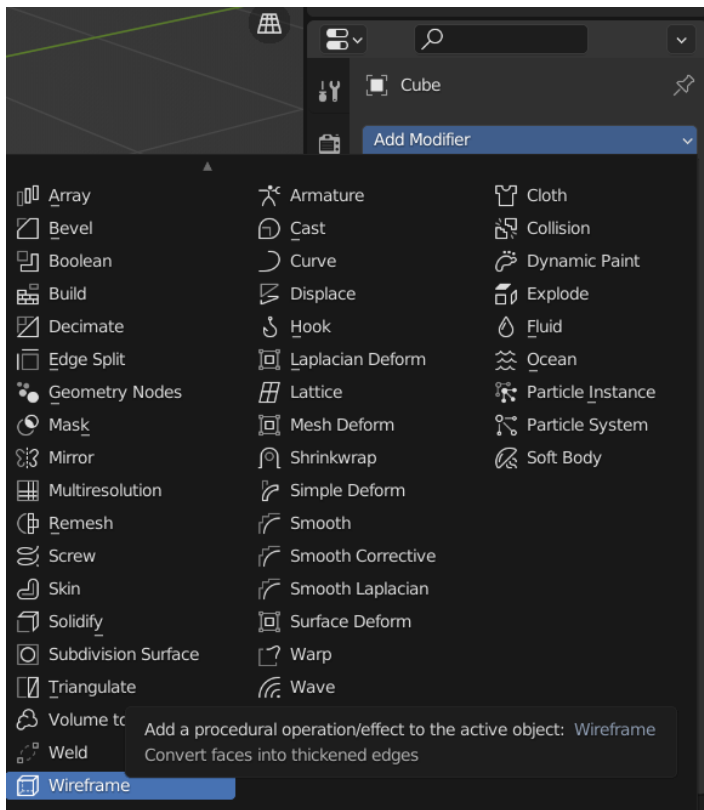 Cube
Add Modifier
Array
Bevel
Boolean
Build
Decimate
Edge Split
Geometry Nodes
Mask
Mirror
Multiresolution
Remesh
Screw
Skin
Solidify
Subdivision Surface
Triangulate
Volume to
Weld
Wireframe
Armature
Cast
Curve
Displace
Hook
Laplacian Deform
Lattice
Mesh Deform
Shrinkwrap
Simple Deform
Smooth
Smooth Corrective
Smooth Laplacian
Surface Deform
Warp
Wave
Cloth
Collision
Dynamic Paint
Explode
Fluid
Ocean
Particle Instance
Particle System
Soft Body
Add a procedural operation/effect to the active object: Wireframe
Convert faces into thickened edges